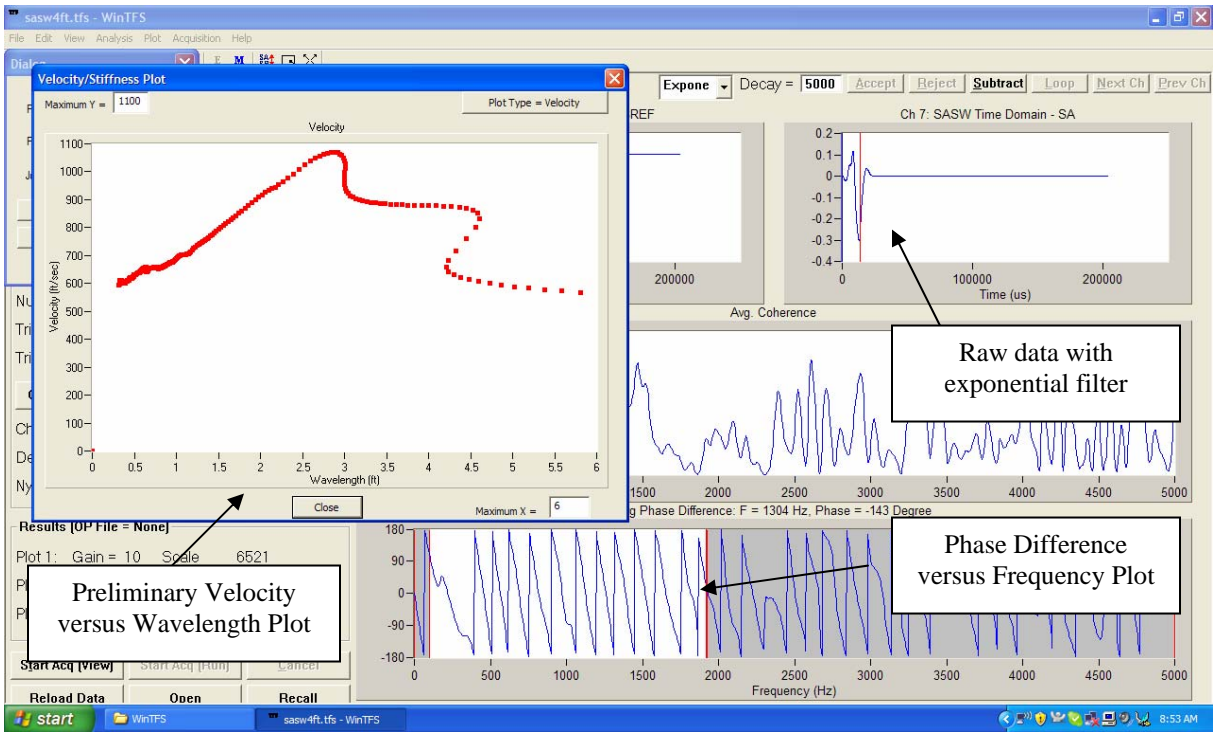 sasw4ft.tfs - WinTFS
File Edit View Analysis Plot Acquisition Help
Velocity/Stiffness Plot
Maximum Y = 1100
Plot Type = Velocity
Velocity
1100
1000
900
800
700
600
500
400
300
200
100
0
Velocity (ft/sec)
0 0.5 1 1.5 2 2.5 3 3.5 4 4.5 5 5.5 6
Wavelength (ft)
Close
Maximum X = 6
Expone Decay = 5000 Accept Reject Subtract Loop Next Ch Prev Ch
REF
200000
Ch 7: SASW Time Domain - SA
0.2
0.1
0
-0.1
-0.2
-0.3
-0.4
0 100000 200000
Time (us)
Avg. Coherence
Raw data with
exponential filter
1500 2000 2500 3000 3500 4000 4500 5000
Phase Difference: F = 1304 Hz, Phase = -143 Degree
180
90
0
-90
-180
0 500 1000 1500 2000 2500 3000 3500 4000 4500 5000
Frequency (Hz)
Phase Difference
versus Frequency Plot
Results (OP File = None)
Plot 1: Gain = 10 Scale 6521
Preliminary Velocity
versus Wavelength Plot
Start Acq (View) Start Acq (Run) Cancel
Reload Data Open Recall
start WinTFS sasw4ft.tfs - WinTFS 8:53 AM